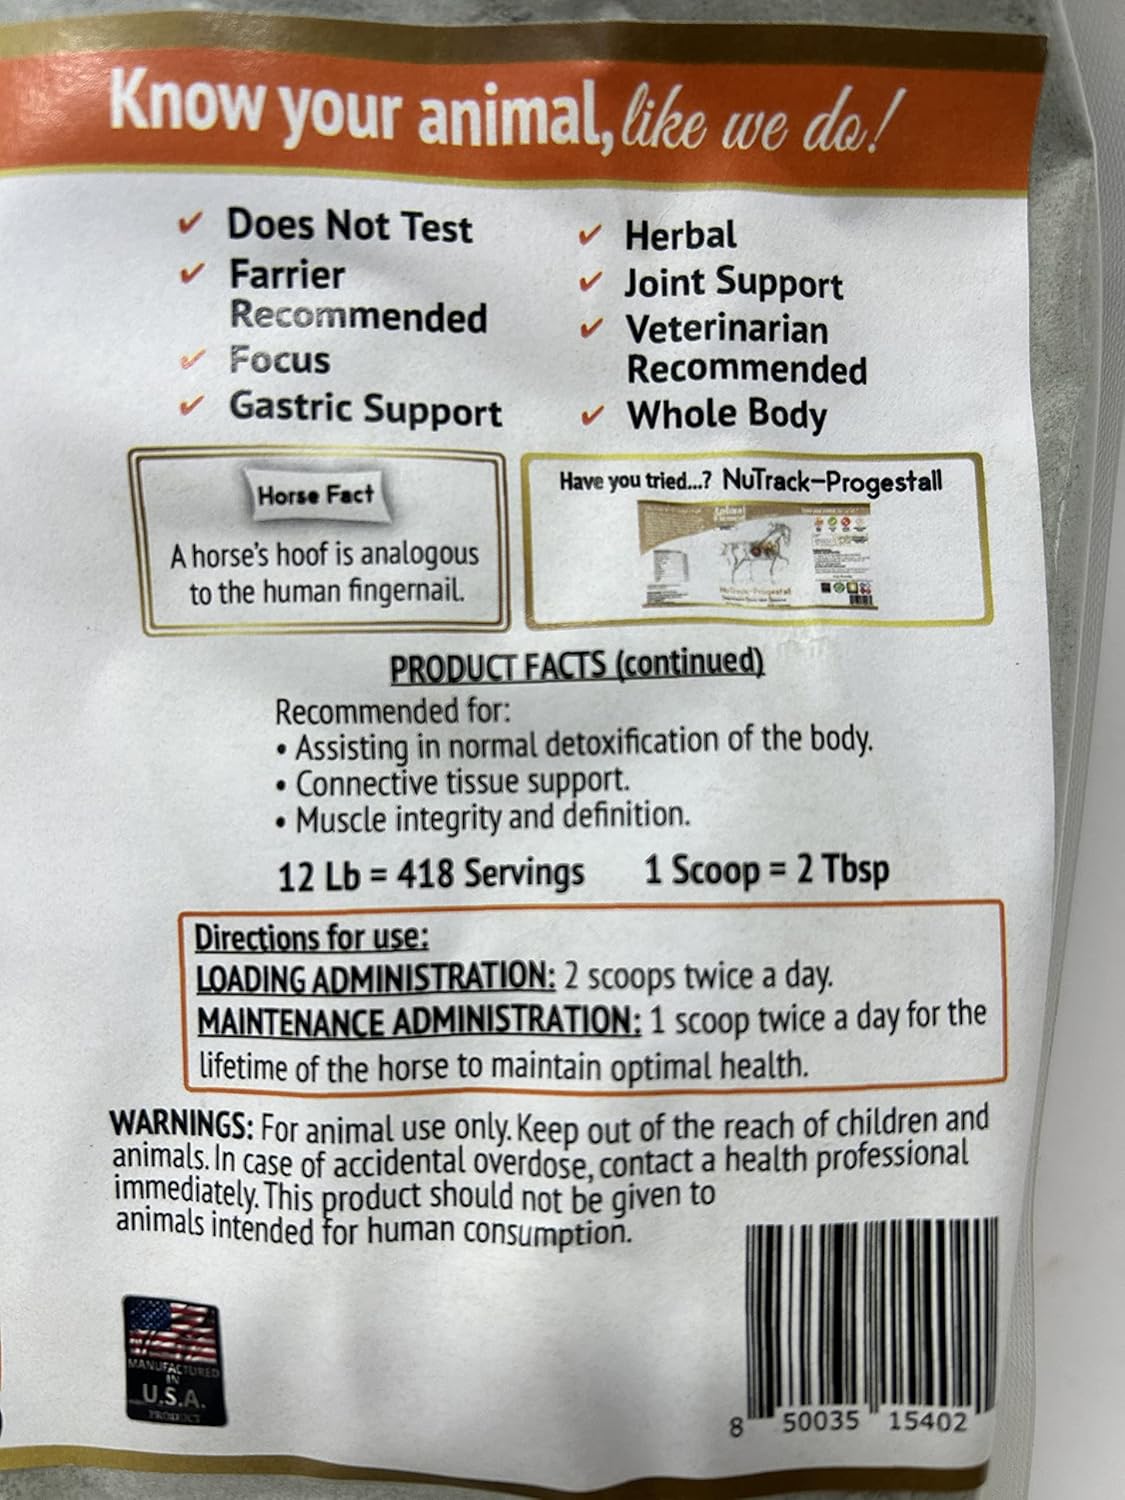 Know your animal, like we do!
✓ Does Not Test
✓ Farrier
Recommended
✓ Focus
✓ Gastric Support
✓ Herbal
✓ Joint Support
✓ Veterinarian
Recommended
✓ Whole Body
Horse Fact
A horse's hoof is analogous
to the human fingernail.
Have you tried...? NuTrack-Progestall
PRODUCT FACTS (continued)
Recommended for:
• Assisting in normal detoxification of the body.
• Connective tissue support.
• Muscle integrity and definition.
12 Lb = 418 Servings 1 Scoop = 2 Tbsp
Directions for use:
LOADING ADMINISTRATION: 2 scoops twice a day.
MAINTENANCE ADMINISTRATION: 1 scoop twice a day for the
lifetime of the horse to maintain optimal health.
WARNINGS: For animal use only. Keep out of the reach of children and
animals. In case of accidental overdose, contact a health professional
immediately. This product should not be given to
animals intended for human consumption.
MANUFACTURED
IN
U.S.A.
PRODUCT
8 50035 15402